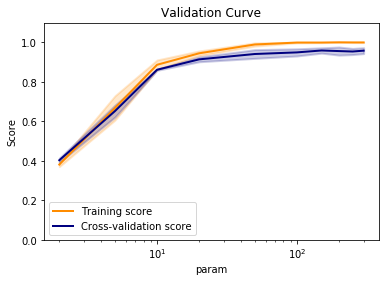 Validation Curve
1.0
0.8
0.6
0.4
0.2
0.0
Score
Training score
Cross-validation score
10¹
10²
param